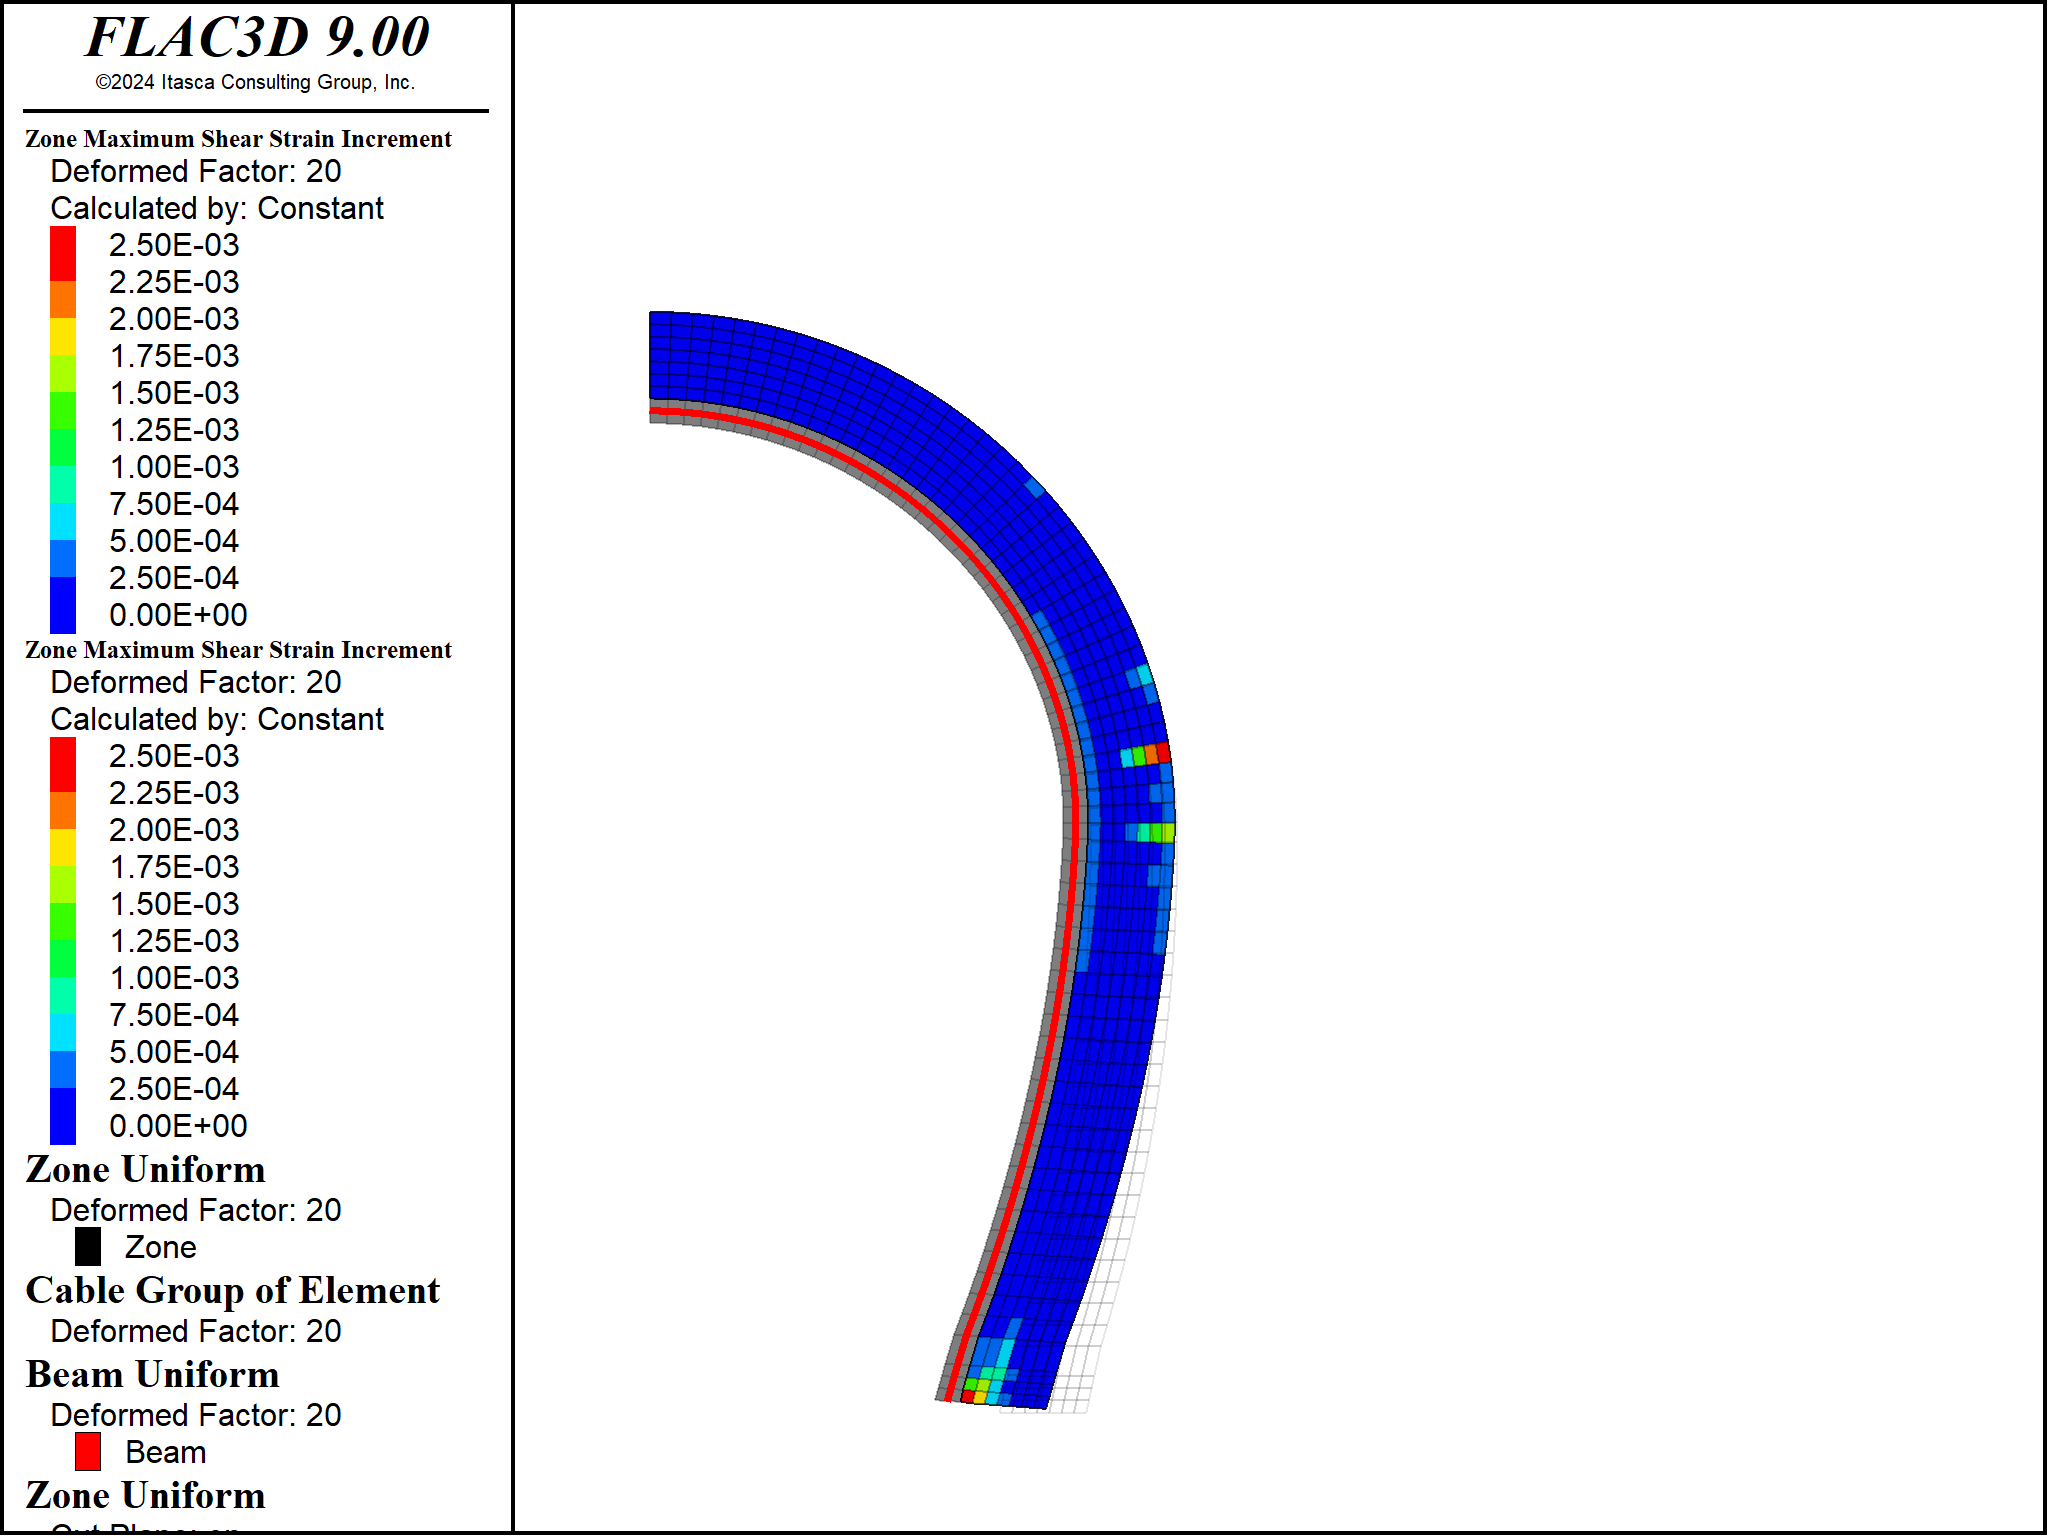 FLAC3D 9.00
©2024 Itasca Consulting Group, Inc.
Zone Maximum Shear Strain Increment
Deformed Factor: 20
Calculated by: Constant
2.50E-03
2.25E-03
2.00E-03
1.75E-03
1.50E-03
1.25E-03
1.00E-03
7.50E-04
5.00E-04
2.50E-04
0.00E+00
Zone Maximum Shear Strain Increment
Deformed Factor: 20
Calculated by: Constant
2.50E-03
2.25E-03
2.00E-03
1.75E-03
1.50E-03
1.25E-03
1.00E-03
7.50E-04
5.00E-04
2.50E-04
0.00E+00
Zone Uniform
Deformed Factor: 20
Zone
Cable Group of Element
Deformed Factor: 20
Beam Uniform
Deformed Factor: 20
Beam
Zone Uniform